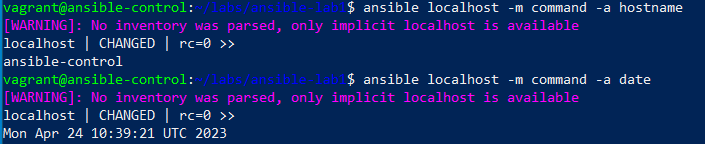 vagrant@ansible-control:~/labs/ansible-lab1$ ansible localhost -m command -a hostname
[WARNING]: No inventory was parsed, only implicit localhost is available
localhost | CHANGED | rc=0 >>
ansible-control
vagrant@ansible-control:~/labs/ansible-lab1$ ansible localhost -m command -a date
[WARNING]: No inventory was parsed, only implicit localhost is available
localhost | CHANGED | rc=0 >>
Mon Apr 24 10:39:21 UTC 2023